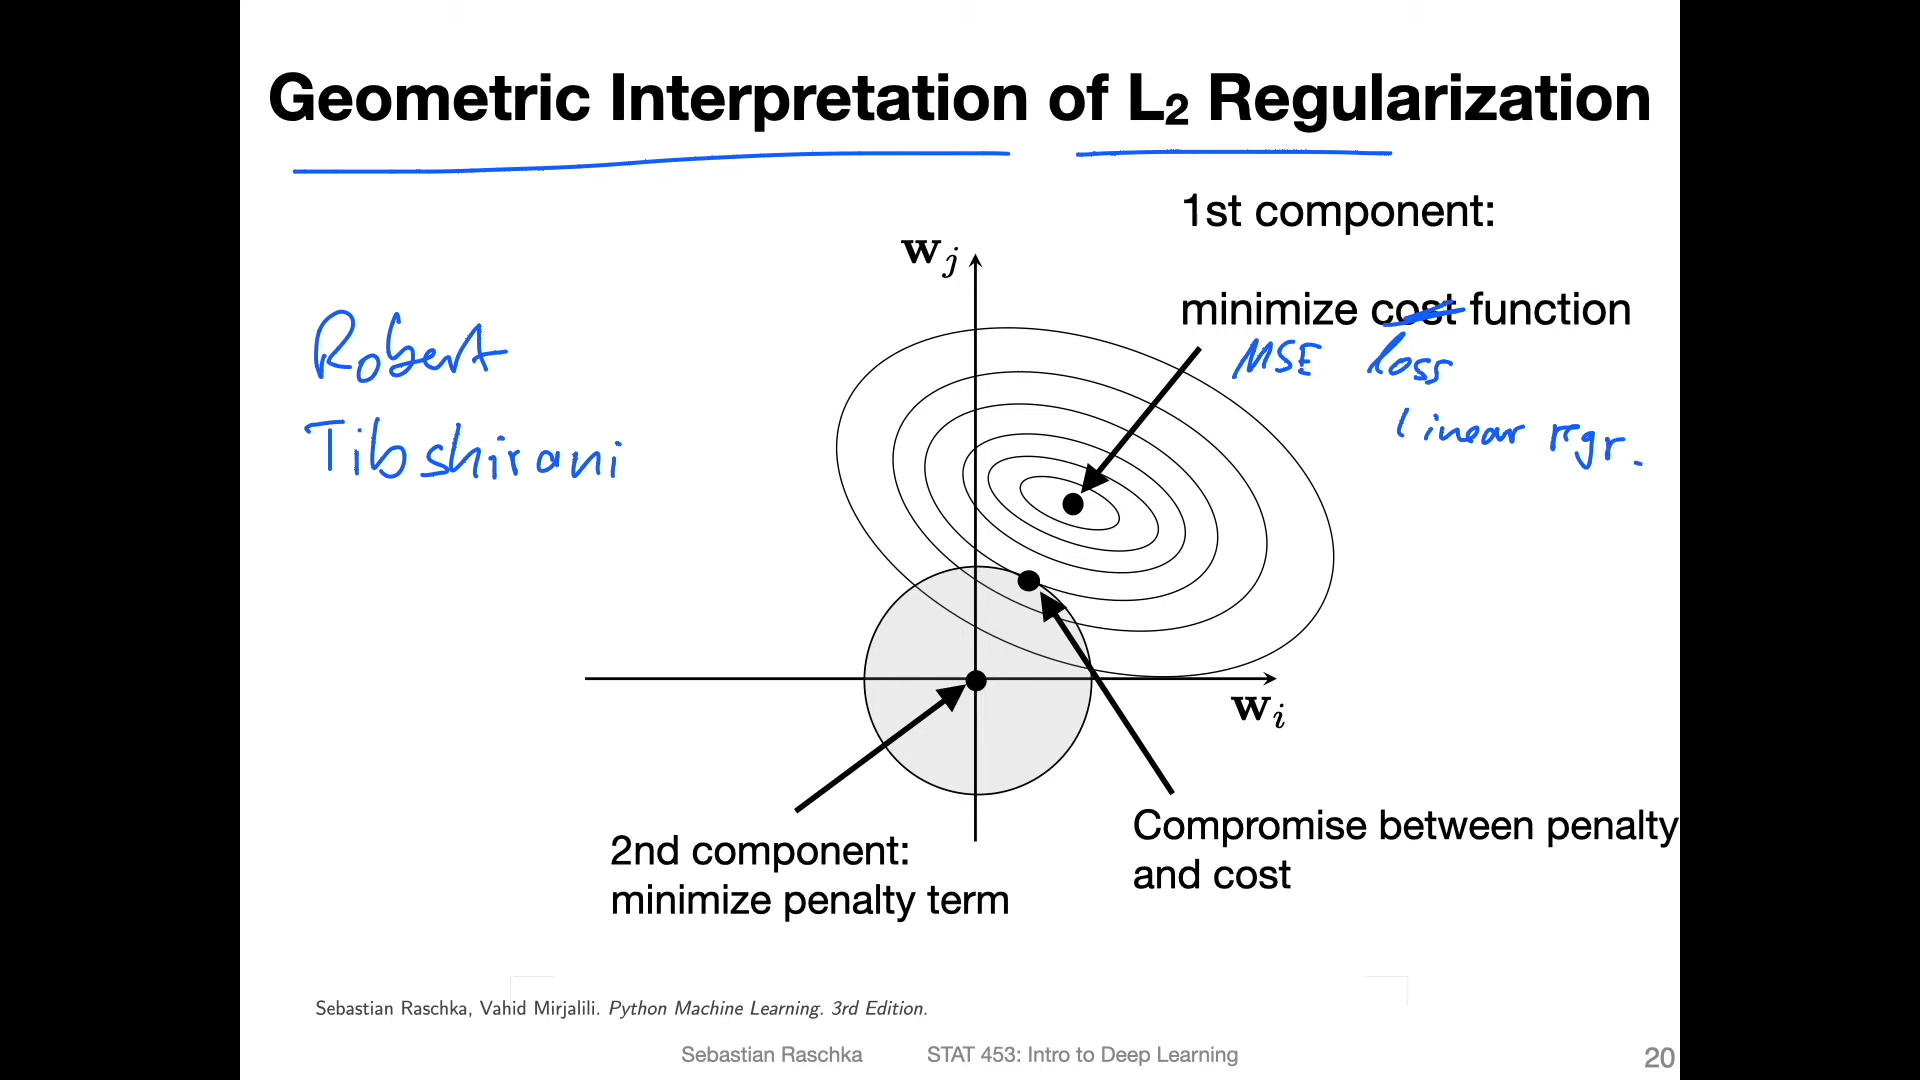 Geometric Interpretation of L₂ Regularization
1st component:
w_j
minimize cost function
Robert
MSE loss
linear regr.
Tibshirani
w_i
Compromise between penalty
and cost
2nd component:
minimize penalty term
Sebastian Raschka, Vahid Mirjalili. Python Machine Learning. 3rd Edition.
Sebastian Raschka STAT 453: Intro to Deep Learning 20